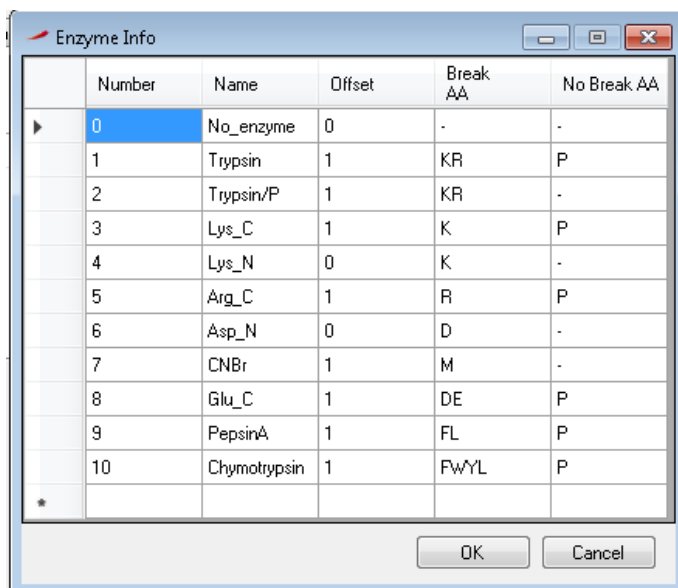 Enzyme Info
Number Name Offset Break AA No Break AA
0 No_enzyme 0 - -
1 Trypsin 1 KR P
2 Trypsin/P 1 KR -
3 Lys_C 1 K P
4 Lys_N 0 K -
5 Arg_C 1 R P
6 Asp_N 0 D -
7 CNBr 1 M -
8 Glu_C 1 DE P
9 PepsinA 1 FL P
10 Chymotrypsin 1 FWYL P
OK Cancel